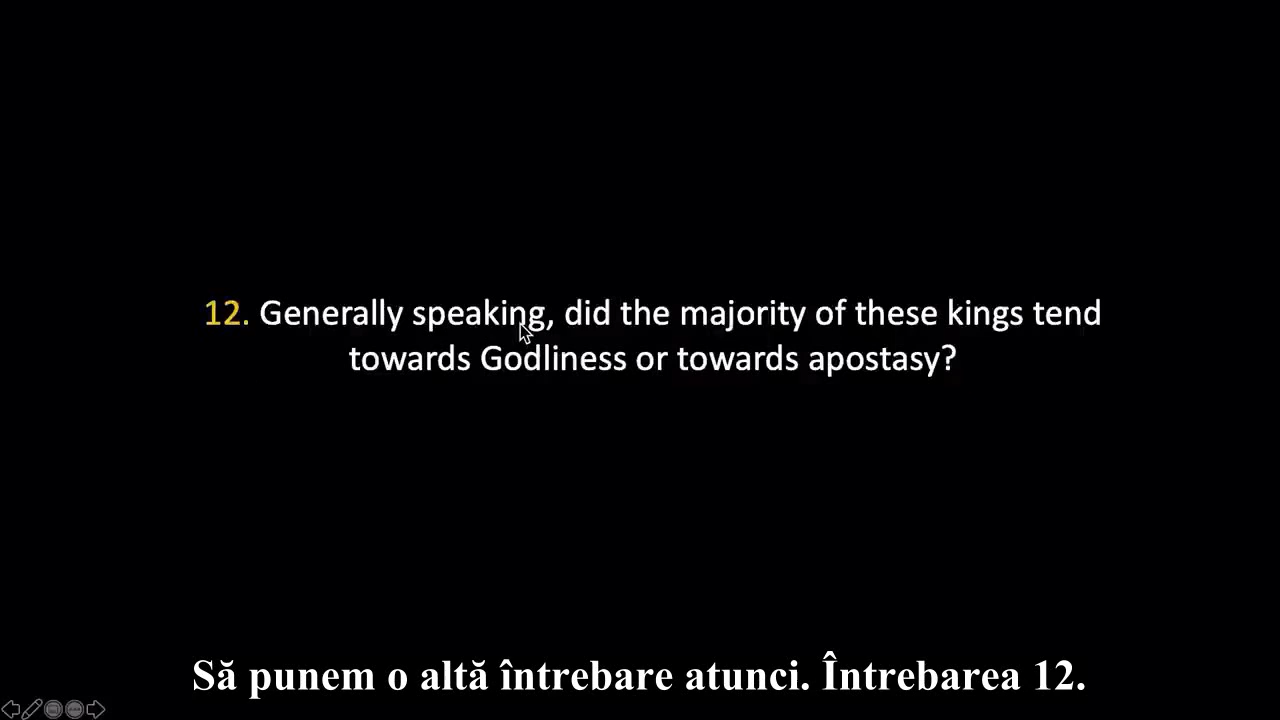 12. Generally speaking, did the majority of these kings tend
towards Godliness or towards apostasy?
Să punem o altă întrebare atunci. Întrebarea 12.